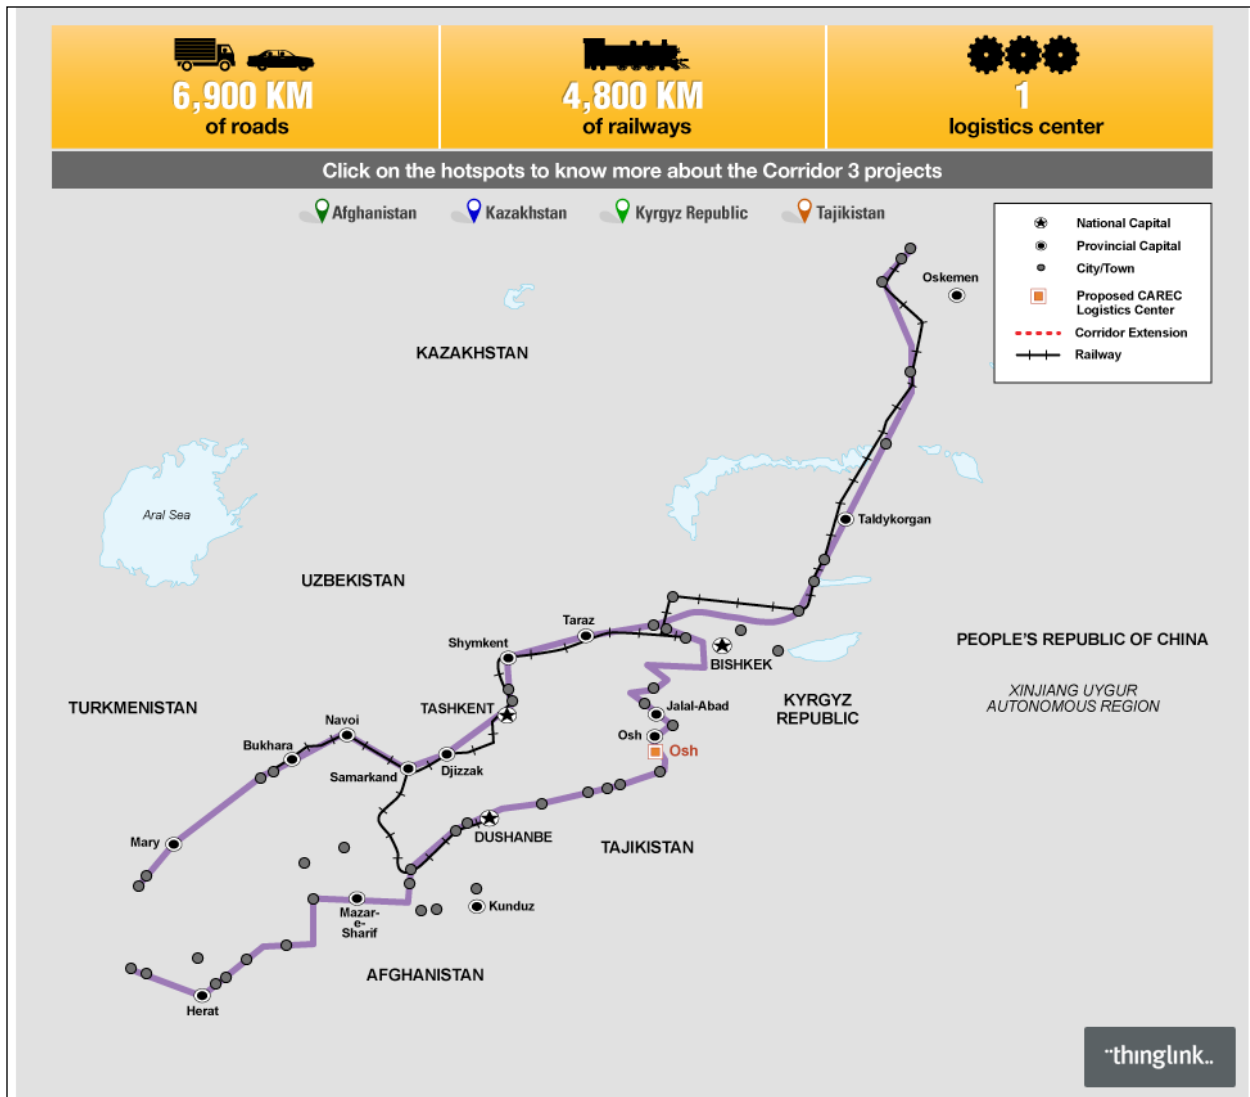 6,900 KM
of roads
4,800 KM
of railways
1
logistics center
Click on the hotspots to know more about the Corridor 3 projects
Afghanistan
Kazakhstan
Kyrgyz Republic
Tajikistan
National Capital
Provincial Capital
City/Town
Proposed CAREC
Logistics Center
Corridor Extension
Railway
Oskemen
KAZAKHSTAN
Aral Sea
Taldykorgan
UZBEKISTAN
Taraz
Shymkent
BISHKEK
PEOPLE'S REPUBLIC OF CHINA
XINJIANG UYGUR
AUTONOMOUS REGION
KYRGYZ
REPUBLIC
TURKMENISTAN
TASHKENT
Jalal-Abad
Navoi
Osh
Bukhara
Osh
Samarkand
Djizzak
Mary
DUSHANBE
TAJIKISTAN
Mazar-
e-
Sharif
Kunduz
AFGHANISTAN
Herat
¨thinglink..